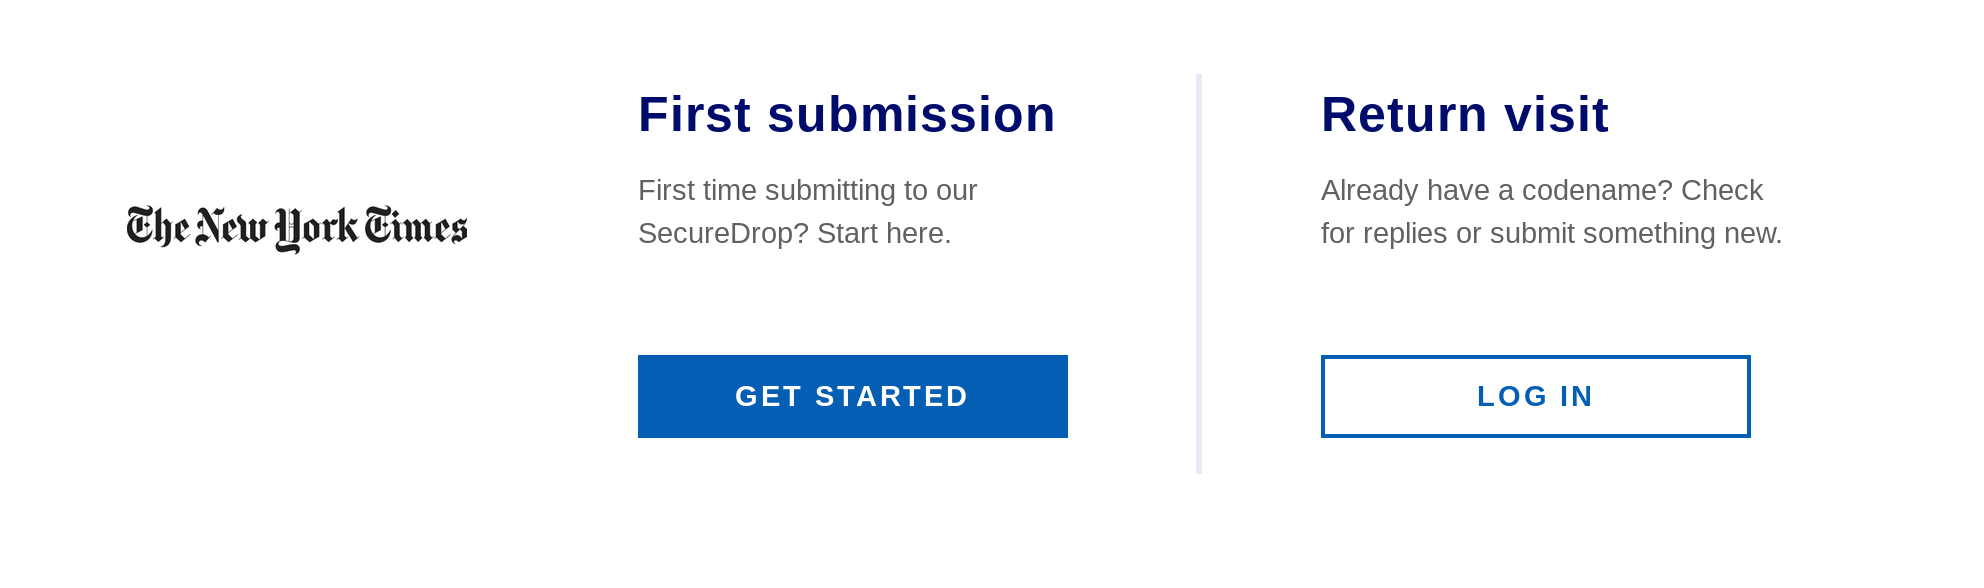 The New York Times
First submission
First time submitting to our
SecureDrop? Start here.
GET STARTED
Return visit
Already have a codename? Check
for replies or submit something new.
LOG IN